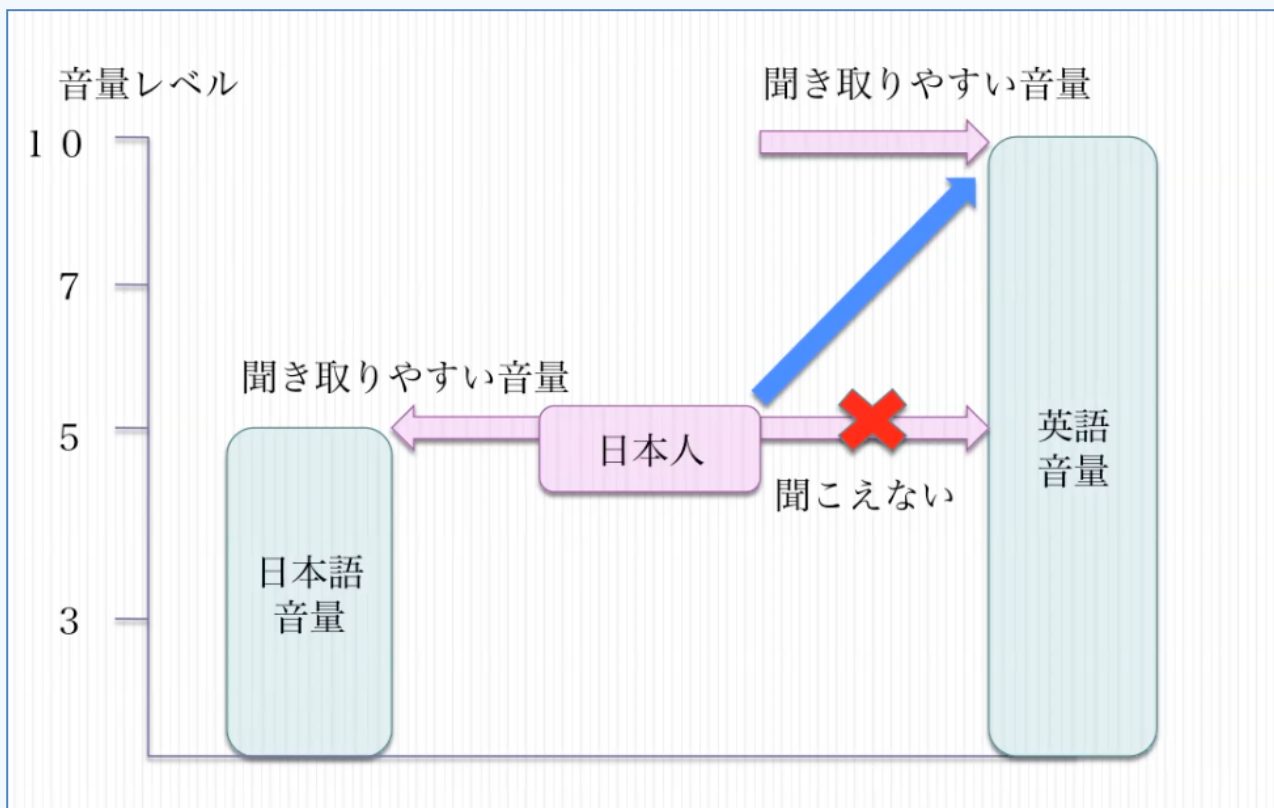 音量レベル
聞き取りやすい音量
１０
７
聞き取りやすい音量
５
日本人
英語
音量
聞こえない
日本語
音量
３